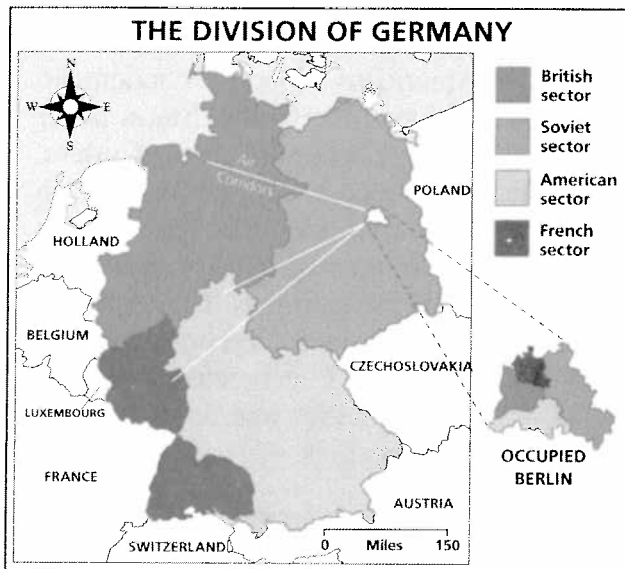 THE DIVISION OF GERMANY
N
W
E
S
Air
Corridors
HOLLAND
BELGIUM
LUXEMBOURG
FRANCE
SWITZERLAND
AUSTRIA
CZECHOSLOVAKIA
POLAND
0 Miles 150
British
sector
Soviet
sector
American
sector
French
sector
OCCUPIED
BERLIN